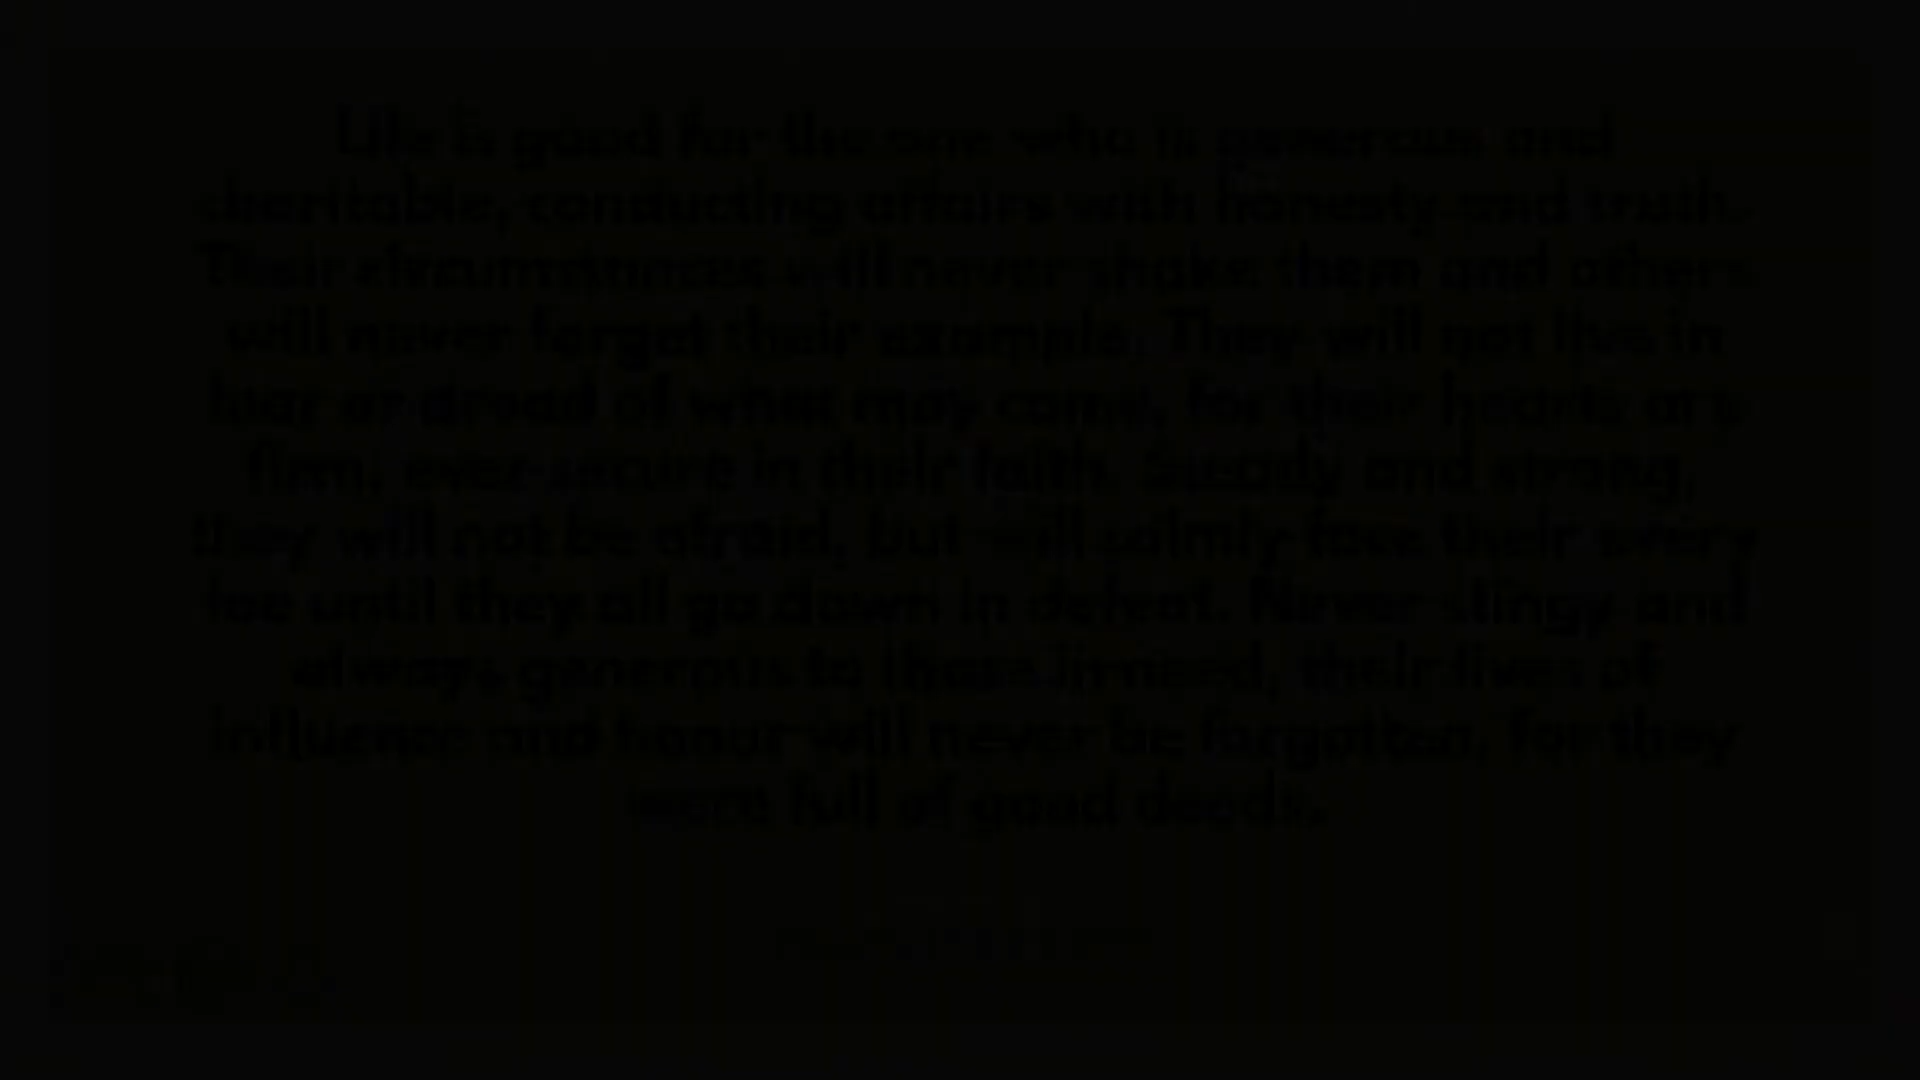 Life is good for the one who is generous and
charitable, conducting affairs with honesty and truth.
Their circumstances will never shake them and others
will never forget their example. They will not live in
fear or dread of what may come, for their hearts are
firm, ever secure in their faith. Steady and strong,
they will not be afraid, but will calmly face their every
foe until they all go down in defeat. Never stingy and
always generous to those in need, their lives of
influence and honor will never be forgotten, for they
were full of good deeds.